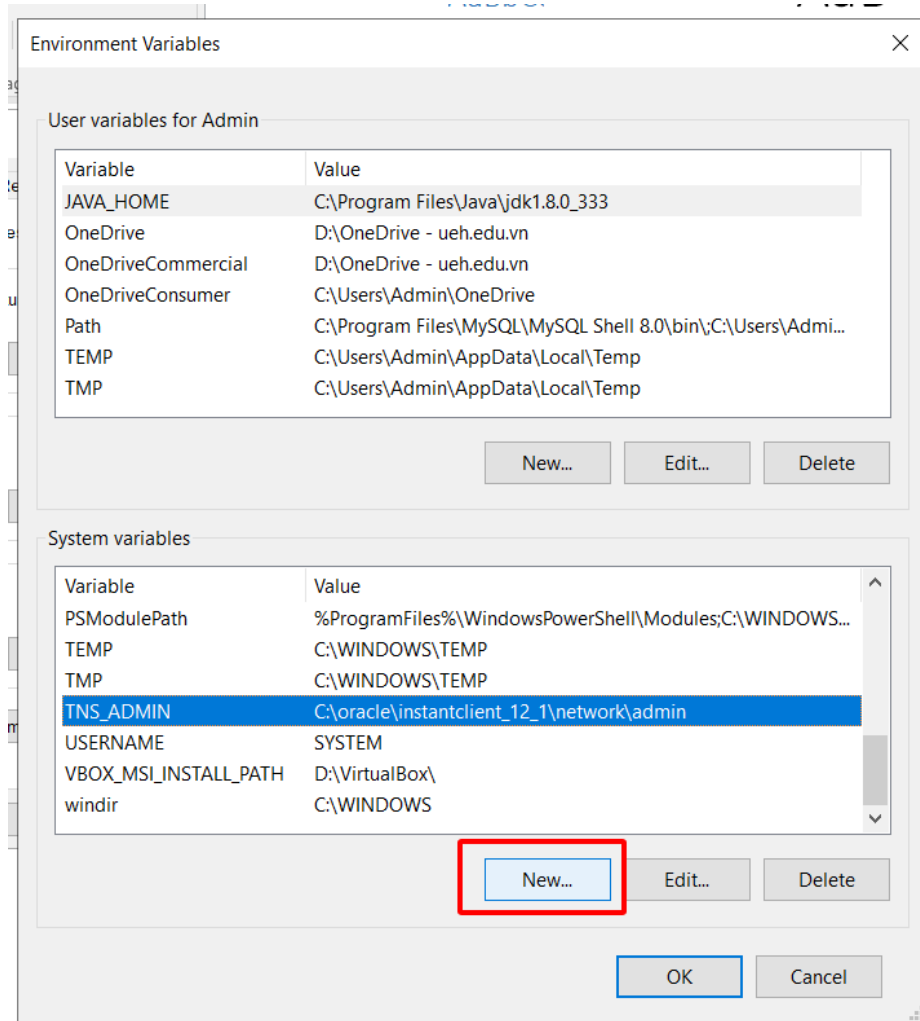 Environment Variables
User variables for Admin
Variable Value
JAVA_HOME C:\Program Files\Java\jdk1.8.0_333
OneDrive D:\OneDrive - ueh.edu.vn
OneDriveCommercial D:\OneDrive - ueh.edu.vn
OneDriveConsumer C:\Users\Admin\OneDrive
Path C:\Program Files\MySQL\MySQL Shell 8.0\bin\;C:\Users\Admi...
TEMP C:\Users\Admin\AppData\Local\Temp
TMP C:\Users\Admin\AppData\Local\Temp
New... Edit... Delete
System variables
Variable Value
PSModulePath %ProgramFiles%\WindowsPowerShell\Modules;C:\WINDOWS...
TEMP C:\WINDOWS\TEMP
TMP C:\WINDOWS\TEMP
TNS_ADMIN C:\oracle\instantclient_12_1\network\admin
USERNAME SYSTEM
VBOX_MSI_INSTALL_PATH D:\VirtualBox\
windir C:\WINDOWS
New... Edit... Delete
OK Cancel